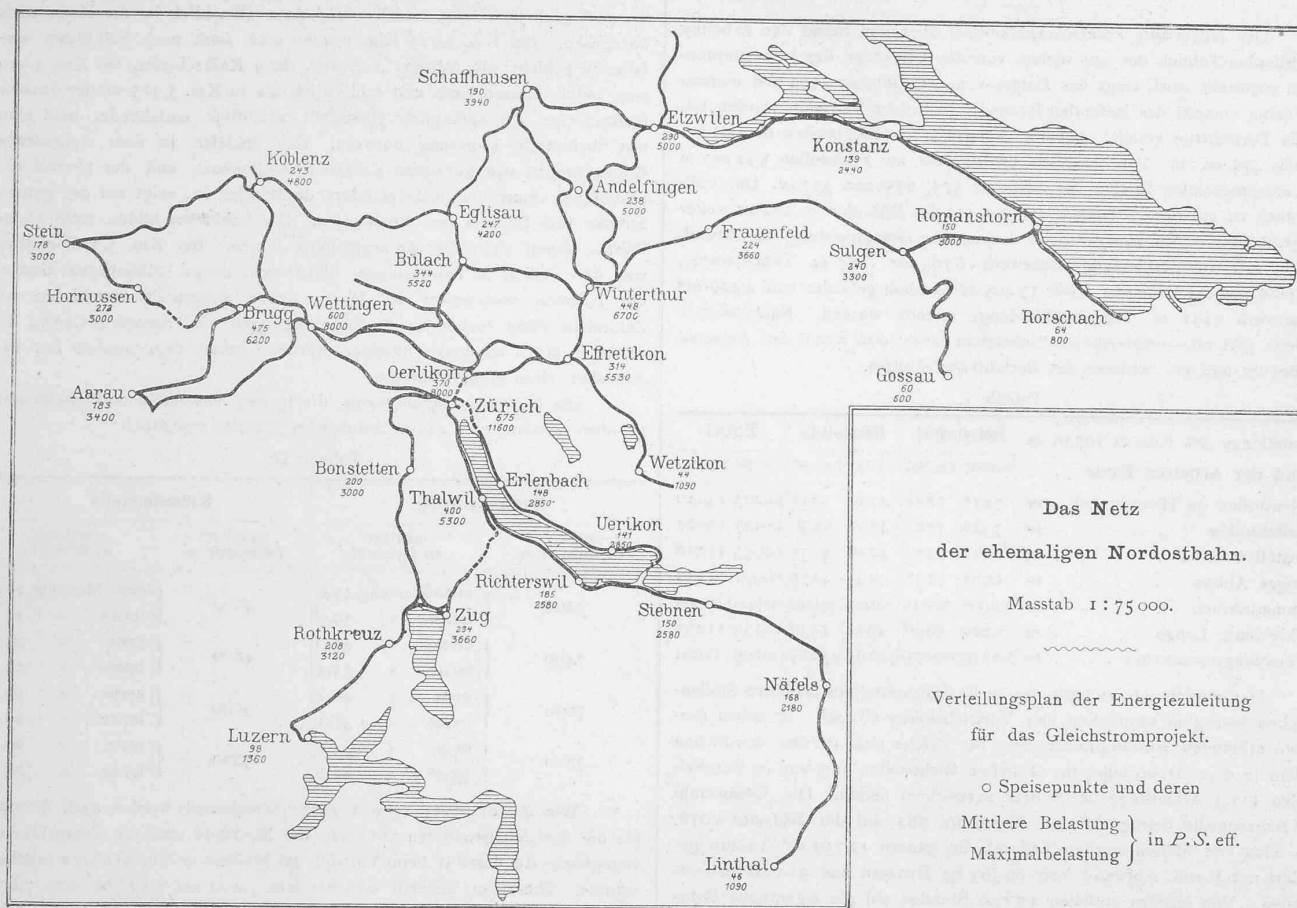 Schaffhausen
190
3940
Etzwilen
290
5000
Konstanz
139
2440
Koblenz
243
4800
Andelfingen
238
5000
Eglisau
247
4200
Romanshorn
150
3000
Stein
178
3000
Frauenfeld
224
3660
Sulgen
240
3300
Bülach
344
5520
Hornussen
272
3000
Wettingen
600
8000
Brugg
475
6200
Winterthur
448
6700
Rorschach
64
800
Effretikon
314
5530
Oerlikon
370
8000
Gossau
60
600
Aarau
183
3400
Zürich
675
11600
Bonstetten
200
3000
Wetzikon
44
1090
Erlenbach
148
2850
Thalwil
400
5300
Uerikon
141
2850
Richterswil
185
2580
Siebnen
150
2580
Zug
234
3660
Rothkreuz
208
3120
Näfels
168
2180
Luzern
98
1360
Linthal
46
1090
Das Netz
der ehemaligen Nordostbahn.
Masstab 1 : 75 000.
Verteilungsplan der Energiezuleitung
für das Gleichstromprojekt.
o Speisepunkte und deren
Mittlere Belastung
Maximalbelastung } in P. S. eff.